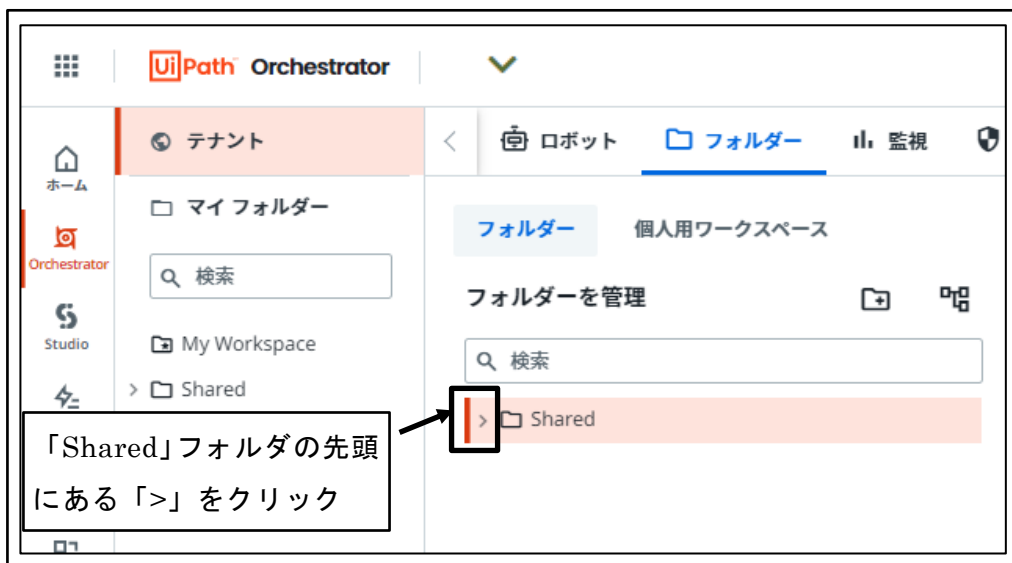 UiPath Orchestrator
ホーム
Orchestrator
Studio
テナント
マイ フォルダー
検索
My Workspace
> Shared
ロボット フォルダー 監視
フォルダー 個人用ワークスペース
フォルダーを管理
検索
> Shared
「Shared」フォルダの先頭
にある「>」をクリック